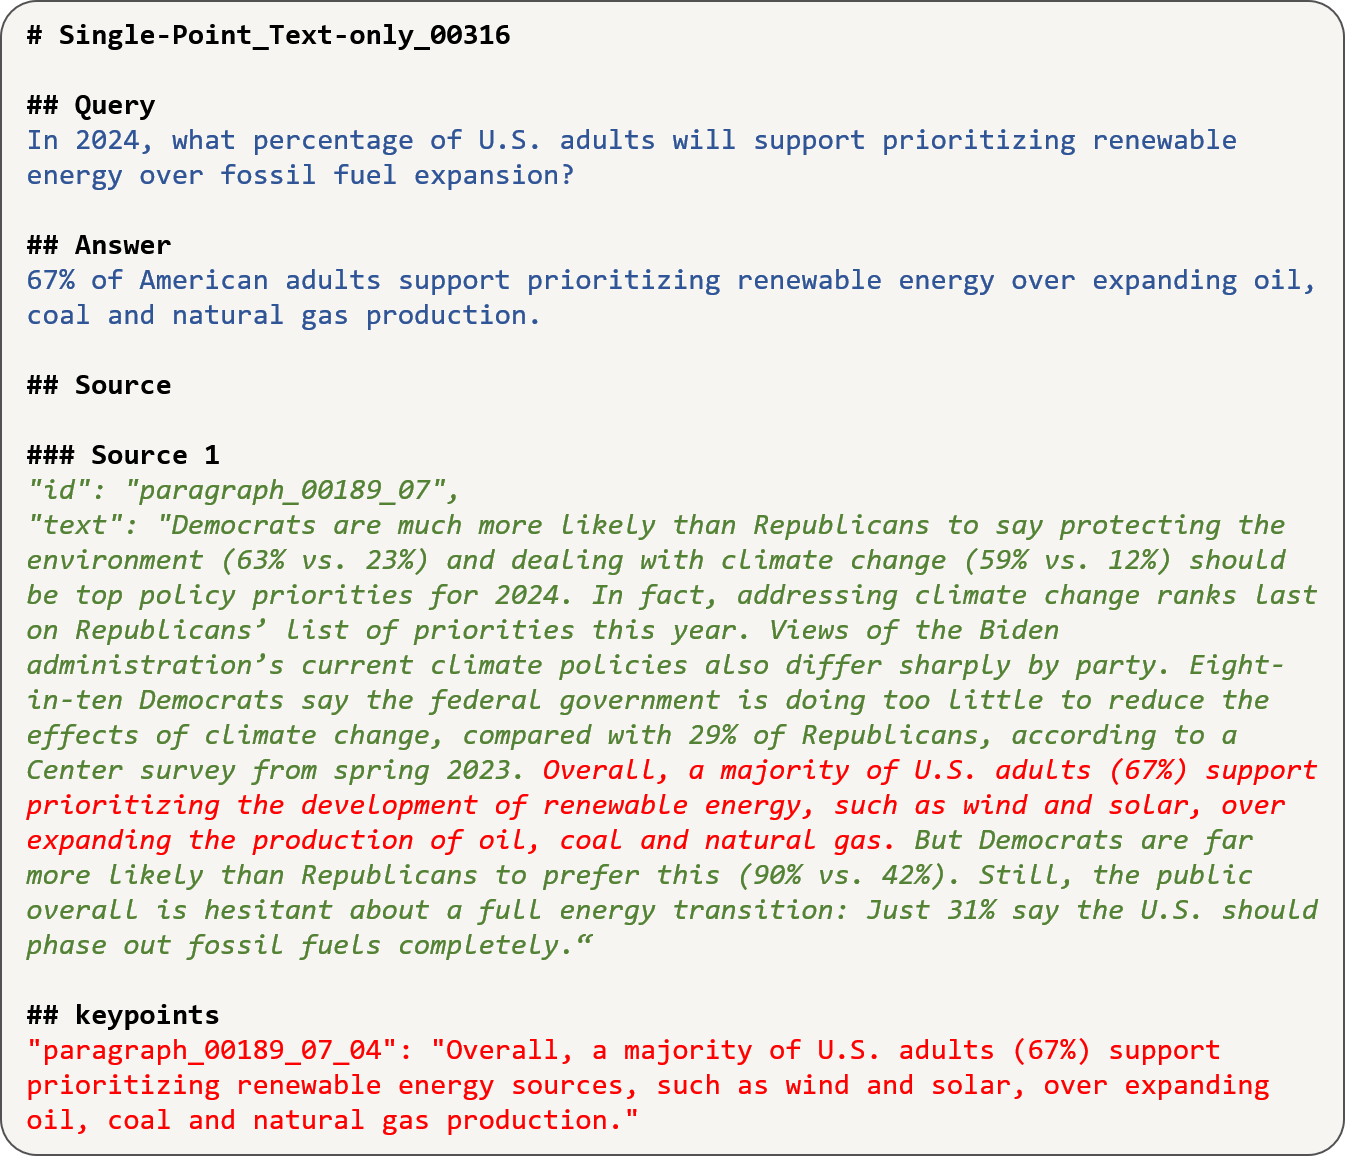 # Single-Point_Text-only_00316
## Query
In 2024, what percentage of U.S. adults will support prioritizing renewable
energy over fossil fuel expansion?
## Answer
67% of American adults support prioritizing renewable energy over expanding oil,
coal and natural gas production.
## Source
### Source 1
"id": "paragraph_00189_07",
"text": "Democrats are much more likely than Republicans to say protecting the
environment (63% vs. 23%) and dealing with climate change (59% vs. 12%) should
be top policy priorities for 2024. In fact, addressing climate change ranks last
on Republicans’ list of priorities this year. Views of the Biden
administration’s current climate policies also differ sharply by party. Eight-
in-ten Democrats say the federal government is doing too little to reduce the
effects of climate change, compared with 29% of Republicans, according to a
Center survey from spring 2023. Overall, a majority of U.S. adults (67%) support
prioritizing the development of renewable energy, such as wind and solar, over
expanding the production of oil, coal and natural gas. But Democrats are far
more likely than Republicans to prefer this (90% vs. 42%). Still, the public
overall is hesitant about a full energy transition: Just 31% say the U.S. should
phase out fossil fuels completely.“
## keypoints
"paragraph_00189_07_04": "Overall, a majority of U.S. adults (67%) support
prioritizing renewable energy sources, such as wind and solar, over expanding
oil, coal and natural gas production."